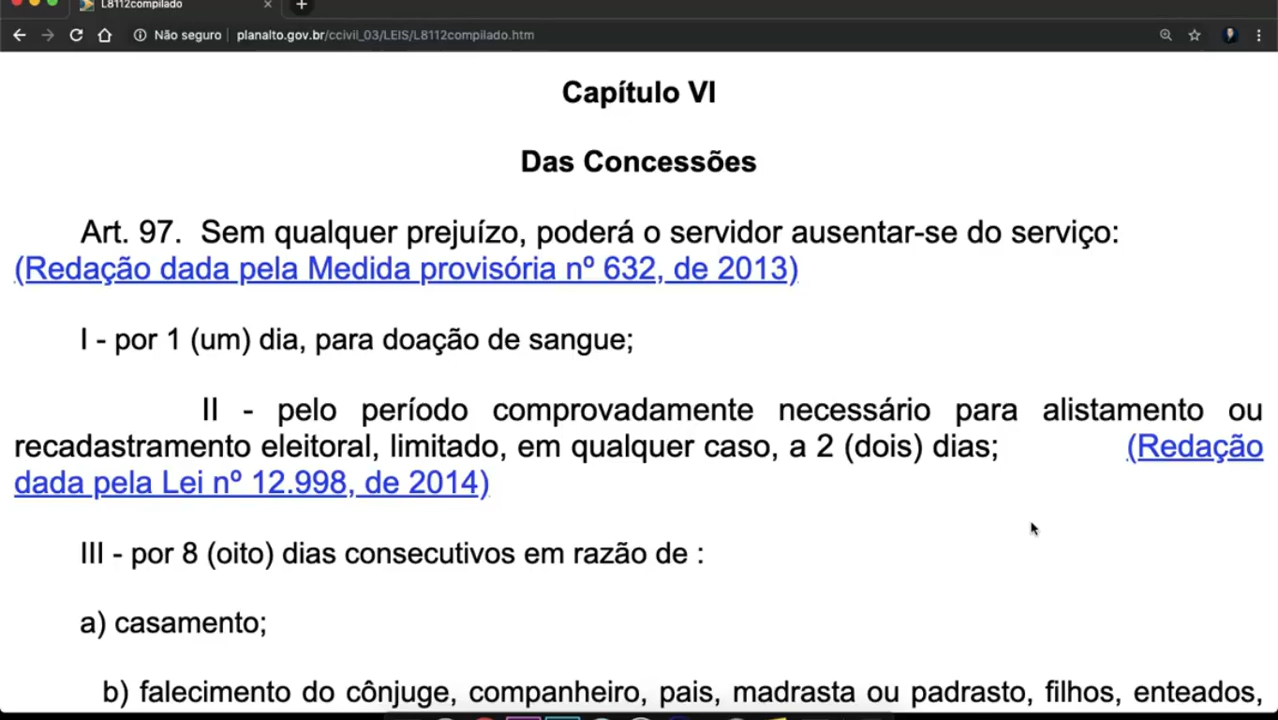 L8112compilado
Não seguro planalto.gov.br/ccivil_03/LEIS/L8112compilado.htm
Capítulo VI
Das Concessões
Art. 97. Sem qualquer prejuízo, poderá o servidor ausentar-se do serviço:
(Redação dada pela Medida provisória nº 632, de 2013)
I - por 1 (um) dia, para doação de sangue;
II - pelo período comprovadamente necessário para alistamento ou
recadastramento eleitoral, limitado, em qualquer caso, a 2 (dois) dias; (Redação
dada pela Lei nº 12.998, de 2014)
III - por 8 (oito) dias consecutivos em razão de :
a) casamento;
b) falecimento do cônjuge, companheiro, pais, madrasta ou padrasto, filhos, enteados,